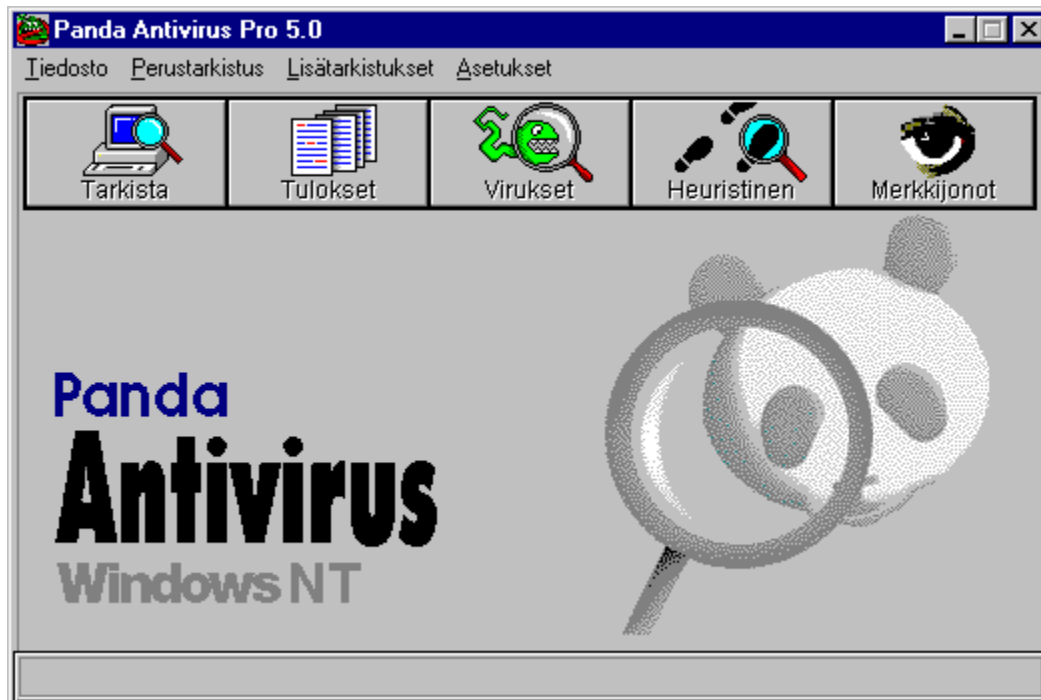 Panda Antivirus Pro 5.0
Tiedosto Perustarkistus Lisätarkistukset Asetukset
Tarkista Tulokset Virukset Heuristinen Merkkijonot
Panda
Antivirus
Windows NT